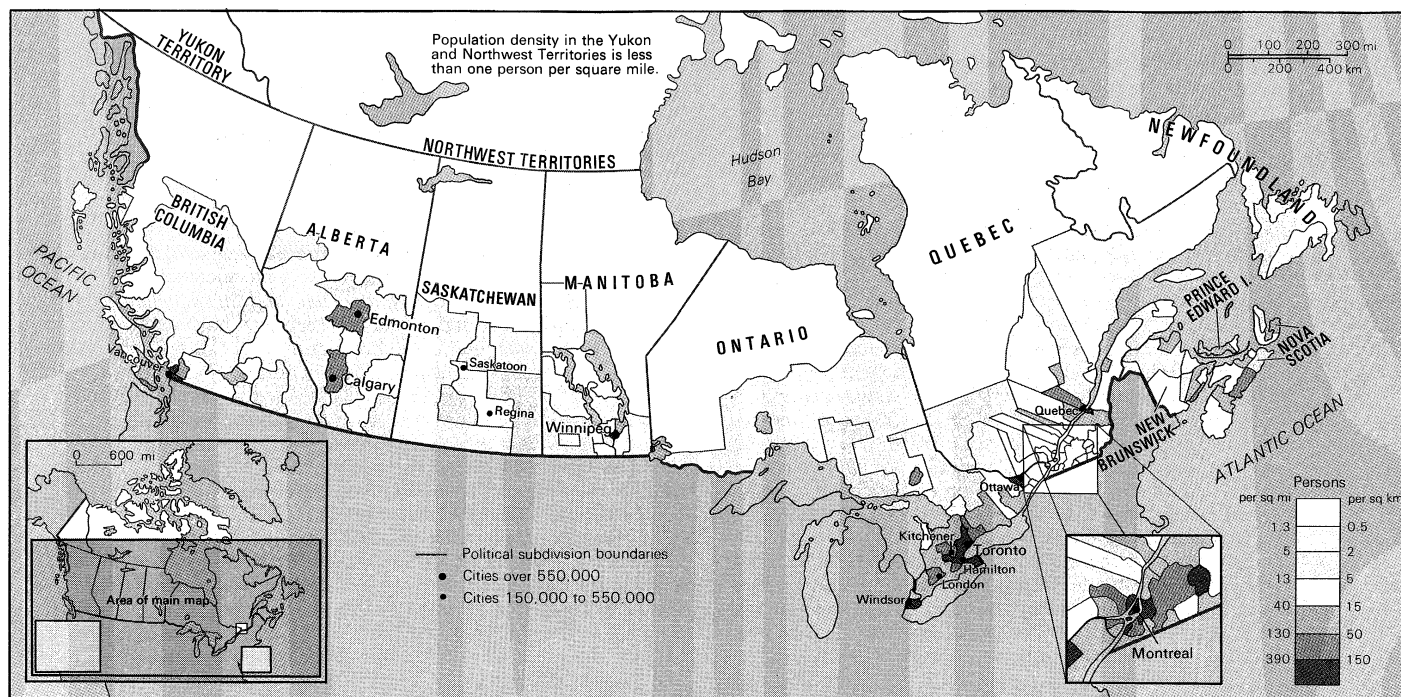 YUKON
TERRITORY
Population density in the Yukon
and Northwest Territories is less
than one person per square mile.
0 100 200 300 mi
0 200 400 km
NORTHWEST TERRITORIES
Hudson
Bay
NEWFOUNDLAND
BRITISH
COLUMBIA
ALBERTA
SASKATCHEWAN
MANITOBA
ONTARIO
QUEBEC
PRINCE
EDWARD I.
NOVA
SCOTIA
PACIFIC
OCEAN
Edmonton
Vancouver
Calgary
Saskatoon
Regina
Winnipeg
Quebec
NEW
BRUNSWICK
ATLANTIC OCEAN
Ottawa
Kitchener
Toronto
Hamilton
London
Windsor
0 600 mi
Area of main map
Political subdivision boundaries
Cities over 550,000
Cities 150,000 to 550.000
Montreal
Persons
per sq mi per sq km
1.3 0.5
5 2
13 5
40 15
130 50
390 150